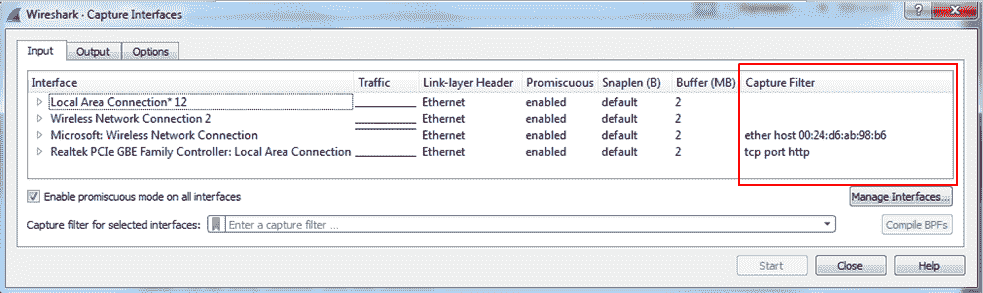 Wireshark - Capture Interfaces
?
Input Output Options
Interface Traffic Link-layer Header Promiscuous Snaplen (B) Buffer (MB) Capture Filter
Local Area Connection* 12 Ethernet enabled default 2
Wireless Network Connection 2 Ethernet enabled default 2
Microsoft: Wireless Network Connection Ethernet enabled default 2 ether host 00:24:d6:ab:98:b6
Realtek PCIe GBE Family Controller: Local Area Connection Ethernet enabled default 2 tcp port http
Enable promiscuous mode on all interfaces Manage Interfaces...
Capture filter for selected interfaces: Enter a capture filter ... Compile BPFs
Start Close Help